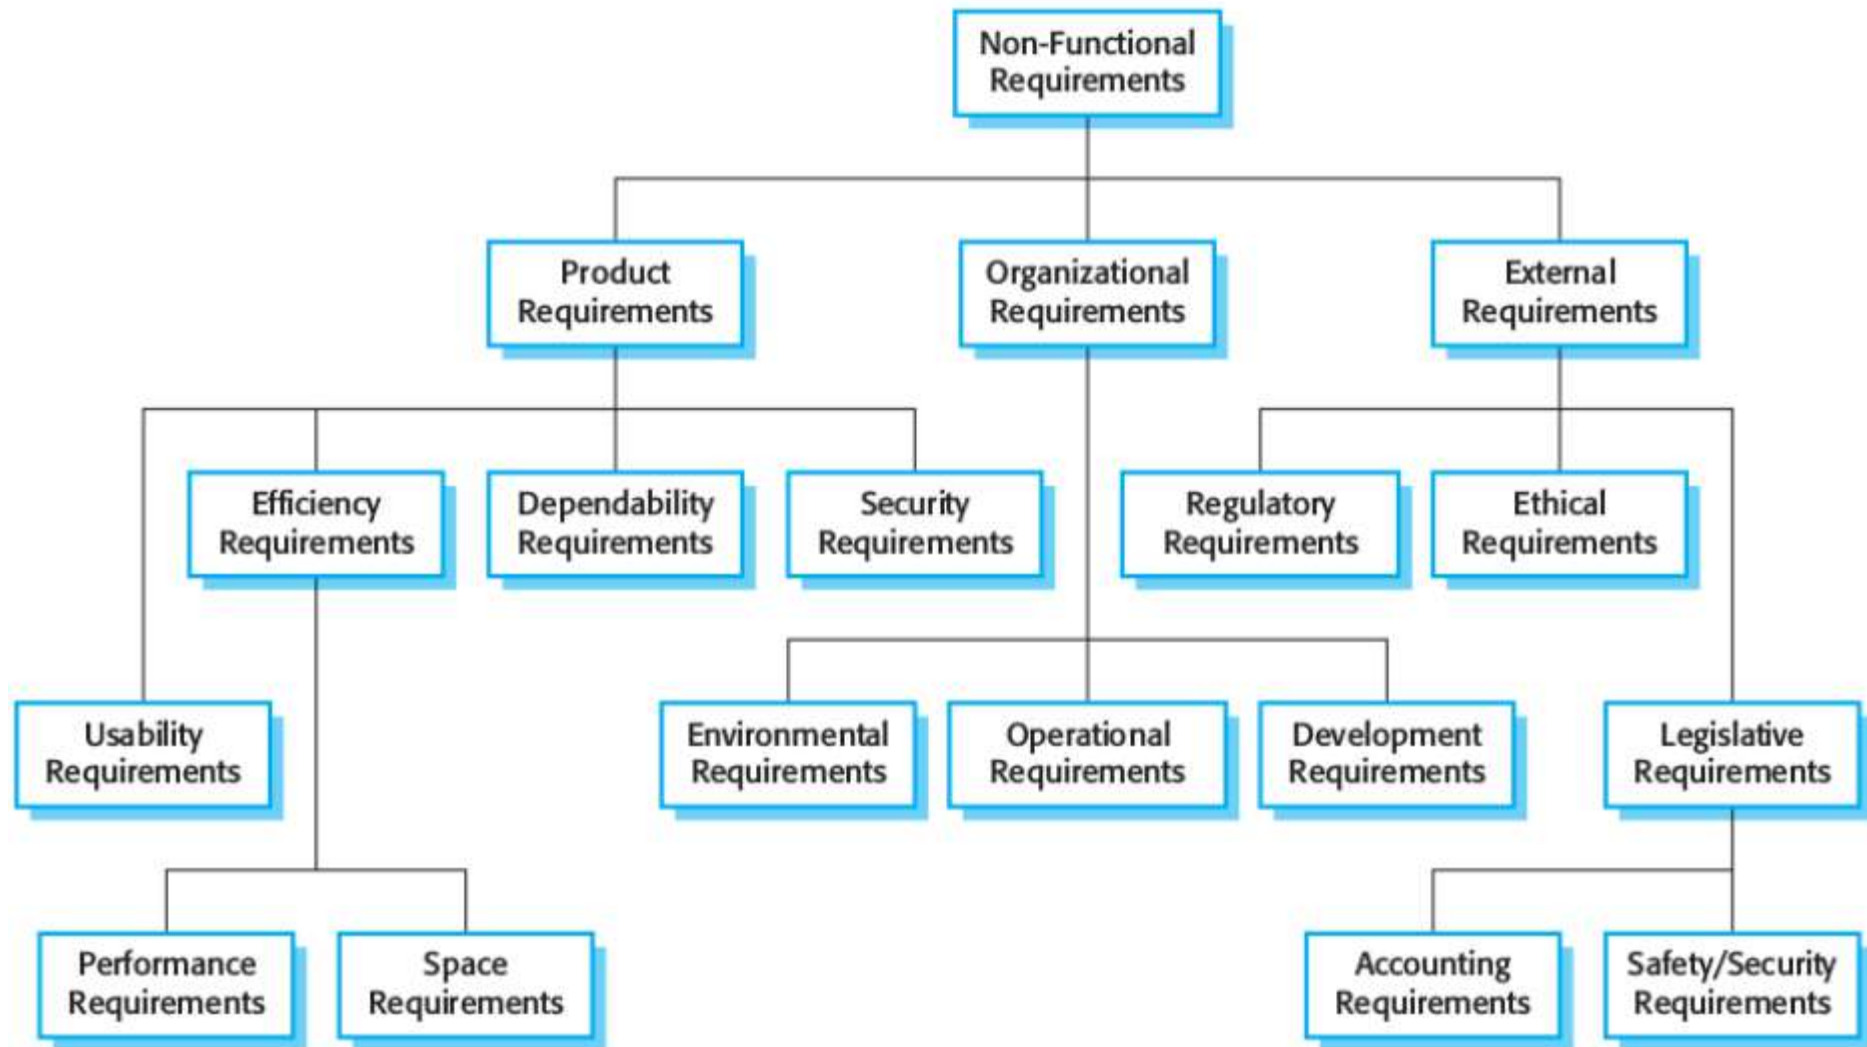 Non-Functional
Requirements
Product
Requirements
Organizational
Requirements
External
Requirements
Efficiency
Requirements
Dependability
Requirements
Security
Requirements
Regulatory
Requirements
Ethical
Requirements
Usability
Requirements
Environmental
Requirements
Operational
Requirements
Development
Requirements
Legislative
Requirements
Performance
Requirements
Space
Requirements
Accounting
Requirements
Safety/Security
Requirements